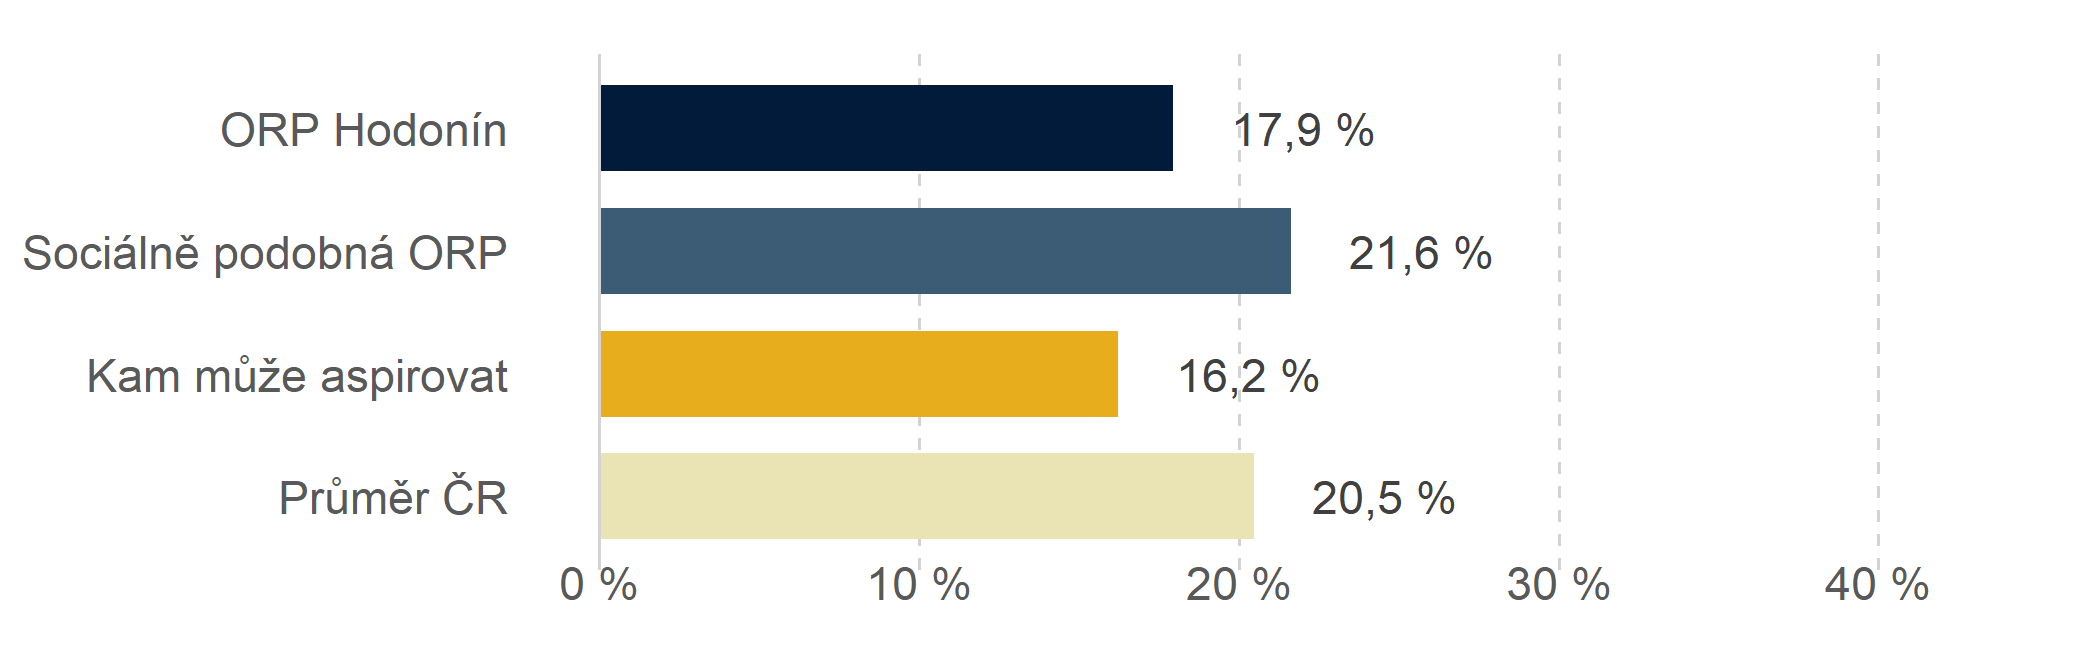 ORP Hodonín 17,9 %
Sociálně podobná ORP 21,6 %
Kam může aspirovat 16,2 %
Průměr ČR 20,5 %
0 % 10 % 20 % 30 % 40 %